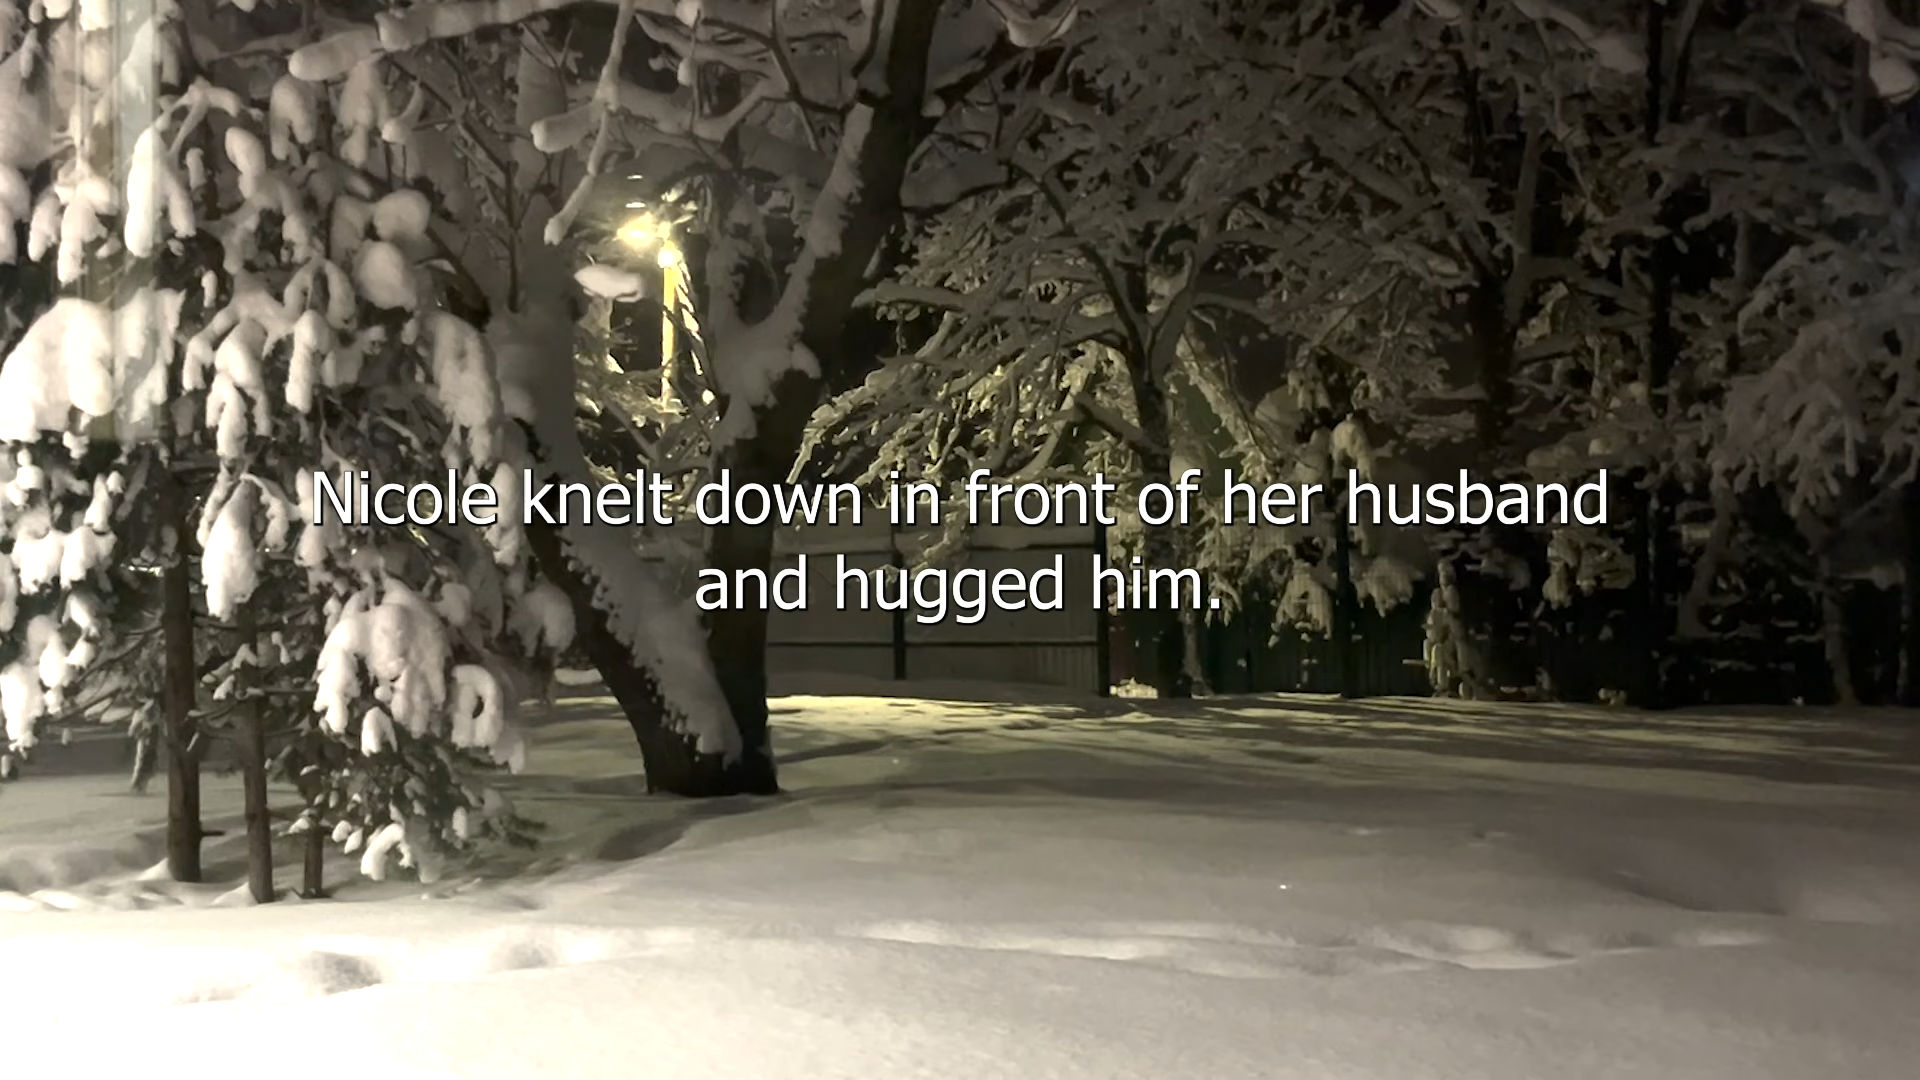 Nicole knelt down in front of her husband
and hugged him.